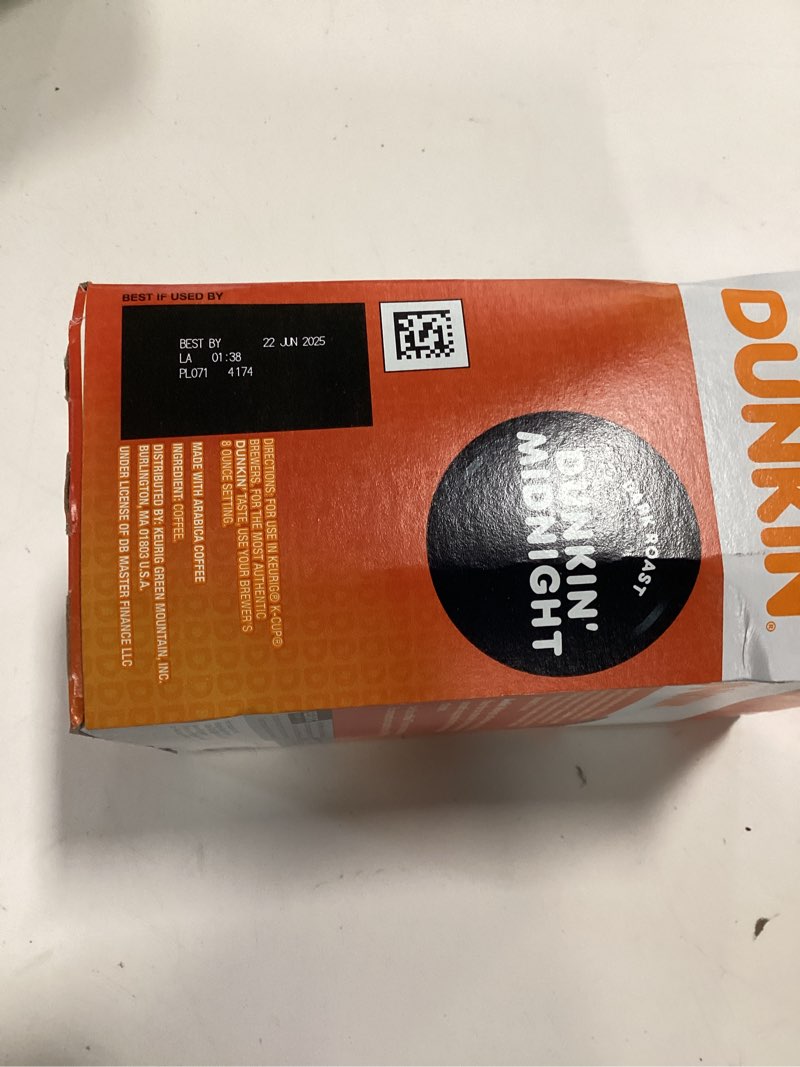 DUNKIN'®
DARK ROAST
DUNKIN'
MIDNIGHT
BEST IF USED BY
BEST BY 22 JUN 2025
LA 01:38
PL071 4174
DIRECTIONS: FOR USE IN KEURIG® K-CUP®
BREWERS. FOR THE MOST AUTHENTIC
DUNKIN' TASTE, USE YOUR BREWER'S
8 OUNCE SETTING.
MADE WITH ARABICA COFFEE
INGREDIENT: COFFEE.
DISTRIBUTED BY: KEURIG GREEN MOUNTAIN, INC.
BURLINGTON, MA 01803 U.S.A.
UNDER LICENSE OF DB MASTER FINANCE LLC